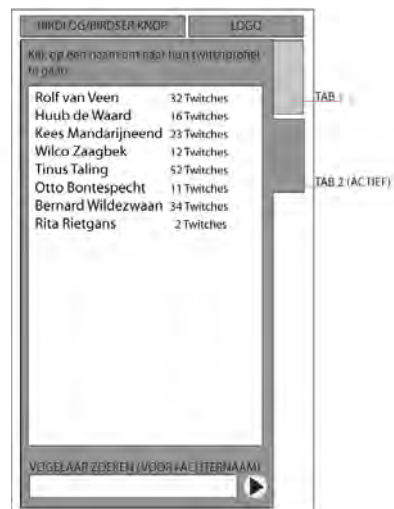 BIRDLOG/BIRDSER KNOP
LOGO
Klik op een naam om naar hun twitchprofiel
te gaan
Rolf van Veen 32 Twitches
Huub de Waard 16 Twitches
Kees Mandarijneend 23 Twitches
Wilco Zaagbek 12 Twitches
Tinus Taling 52 Twitches
Otto Bontespecht 11 Twitches
Bernard Wildezwaan 34 Twitches
Rita Rietgans 2 Twitches
TAB 1
TAB 2 (ACTIEF)
VOGELAAR ZOEKEN (VOOR+ACHTERNAAM)